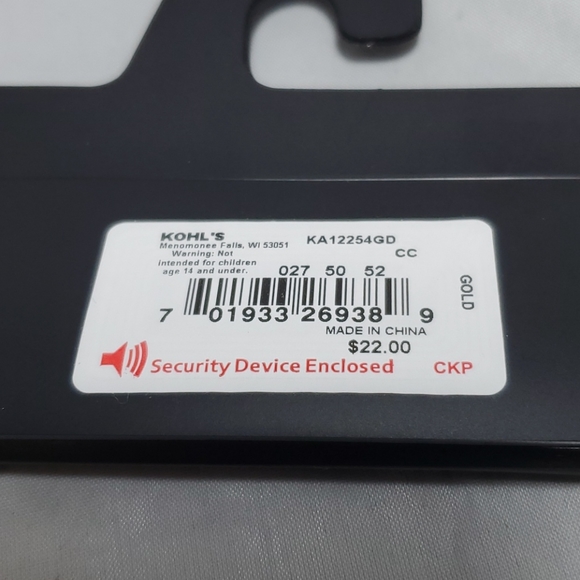 KOHL'S KA12254GD
Menomonee Falls, WI 53051
Warning: Not CC
intended for children
age 14 and under.
027 50 52
7 01933 26938 9
MADE IN CHINA
$22.00
Security Device Enclosed CKP
GOLD